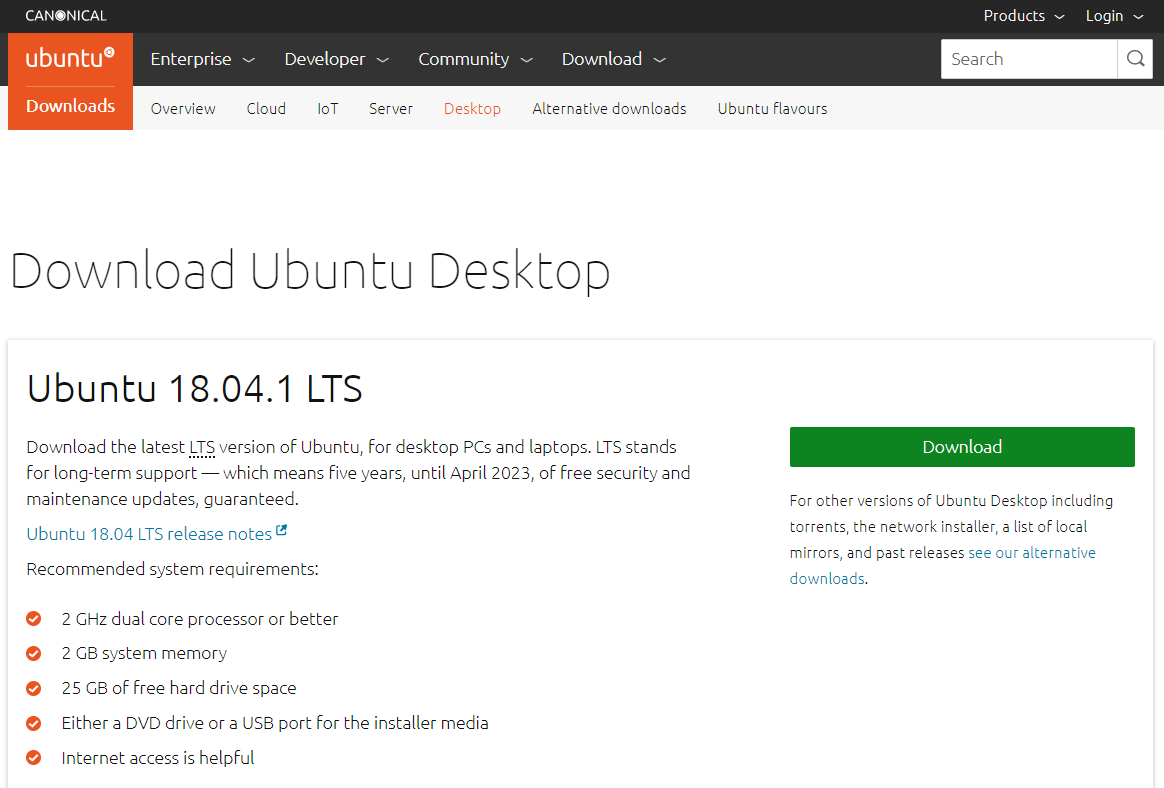 CANONICAL
Products
Login
ubuntu
Enterprise
Developer
Community
Download
Search
Downloads
Overview
Cloud
IoT
Server
Desktop
Alternative downloads
Ubuntu flavours
Download Ubuntu Desktop
Ubuntu 18.04.1 LTS
Download the latest LTS version of Ubuntu, for desktop PCs and laptops. LTS stands
for long-term support — which means five years, until April 2023, of free security and
maintenance updates, guaranteed.
Ubuntu 18.04 LTS release notes
Recommended system requirements:
2 GHz dual core processor or better
2 GB system memory
25 GB of free hard drive space
Either a DVD drive or a USB port for the installer media
Internet access is helpful
Download
For other versions of Ubuntu Desktop including
torrents, the network installer, a list of local
mirrors, and past releases see our alternative
downloads.